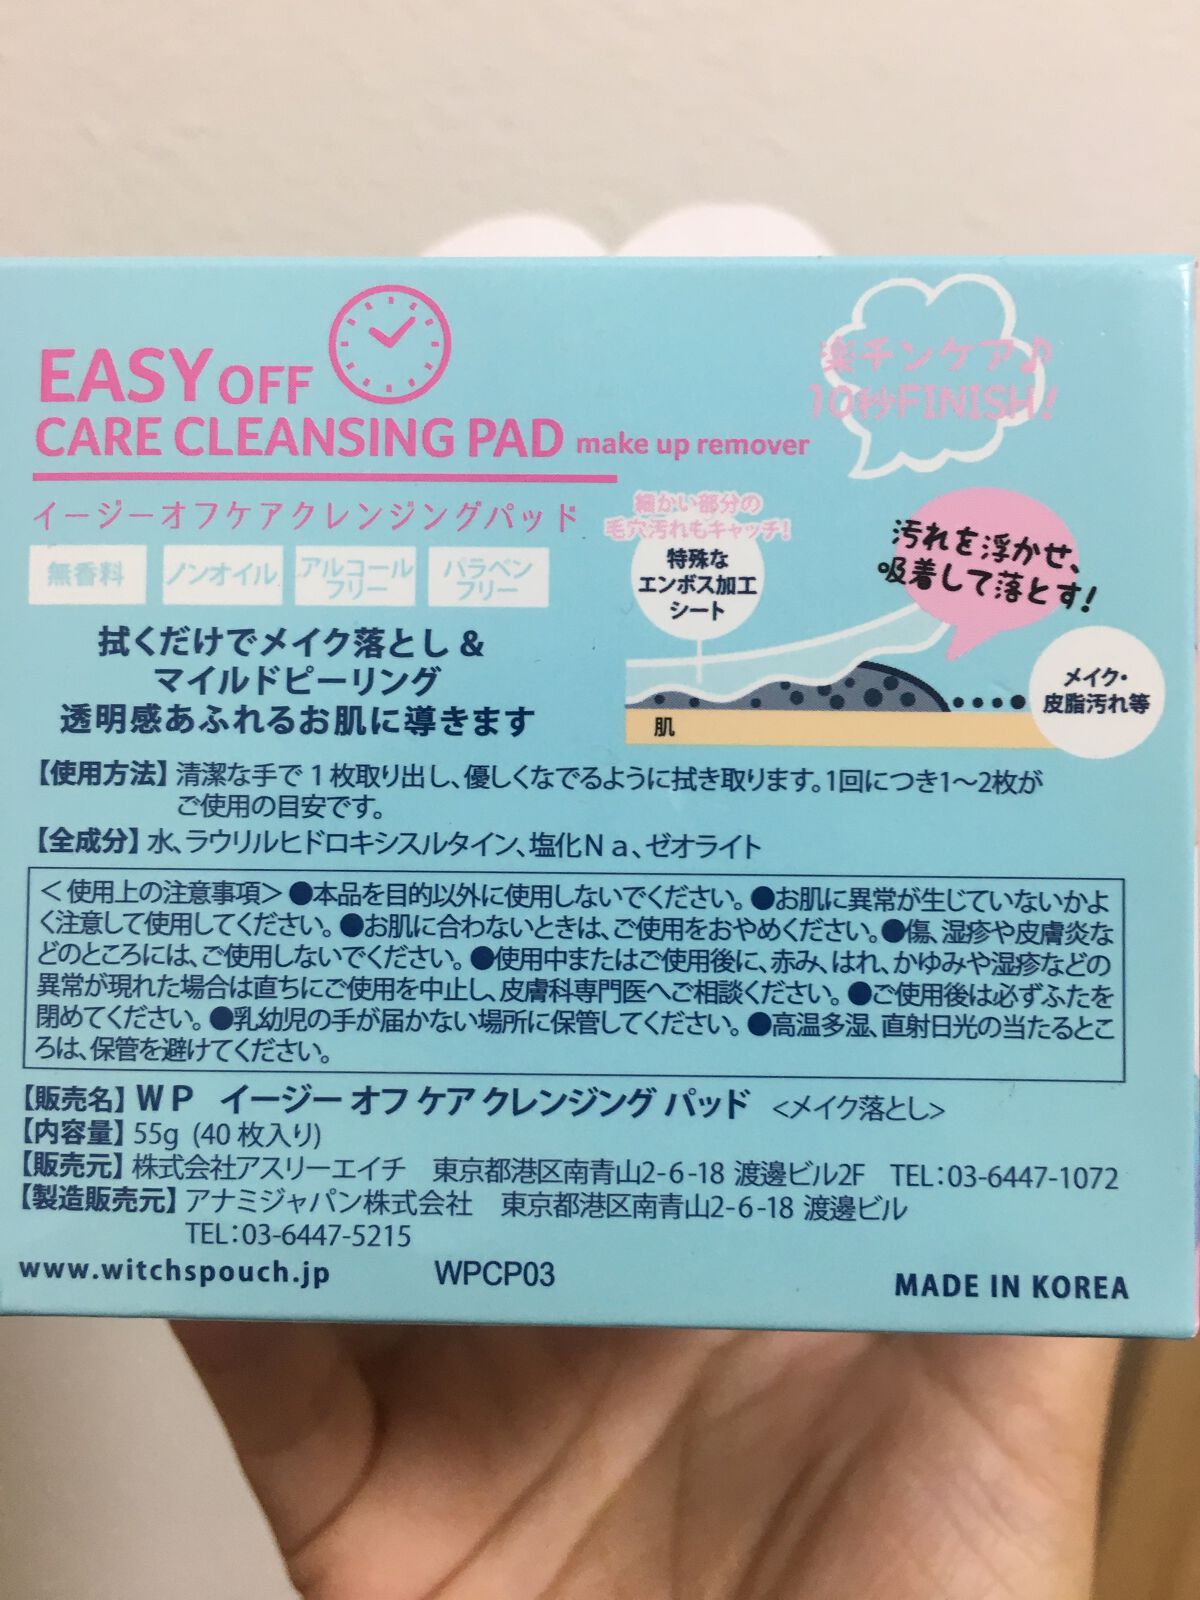 EASY OFF
CARE CLEANSING PAD make up remover
イージーオフケアクレンジングパッド
楽チンケア♪
10秒FINISH!
無香料 ノンオイル アルコールフリー パラベンフリー
拭くだけでメイク落とし &
マイルドピーリング
透明感あふれるお肌に導きます
細かい部分の
毛穴汚れもキャッチ!
特殊な
エンボス加工
シート
汚れを浮かせ、
吸着して落とす!
メイク・
皮脂汚れ等
肌
【使用方法】清潔な手で1枚取り出し、優しくなでるように拭き取ります。1回につき1〜2枚が
ご使用の目安です。
【全成分】水、ラウリルヒドロキシスルタイン、塩化Na、ゼオライト
<使用上の注意事項>●本品を目的以外に使用しないでください。●お肌に異常が生じていないかよ
く注意して使用してください。●お肌に合わないときは、ご使用をおやめください。●傷、湿疹や皮膚炎な
どのところには、ご使用しないでください。●使用中またはご使用後に、赤み、はれ、かゆみや湿疹などの
異常が現れた場合は直ちにご使用を中止し、皮膚科専門医へご相談ください。●ご使用後は必ずふたを
閉めてください。●乳幼児の手が届かない場所に保管してください。●高温多湿、直射日光の当たるとこ
ろは、保管を避けてください。
【販売名】WP イージー オフ ケア クレンジング パッド <メイク落とし>
【内容量】55g (40枚入り)
【販売元】株式会社アスリーエイチ 東京都港区南青山2-6-18 渡邊ビル2F TEL:03-6447-1072
【製造販売元】アナミジャパン株式会社 東京都港区南青山2-6-18 渡邊ビル
TEL:03-6447-5215
www.witchspouch.jp WPCP03 MADE IN KOREA